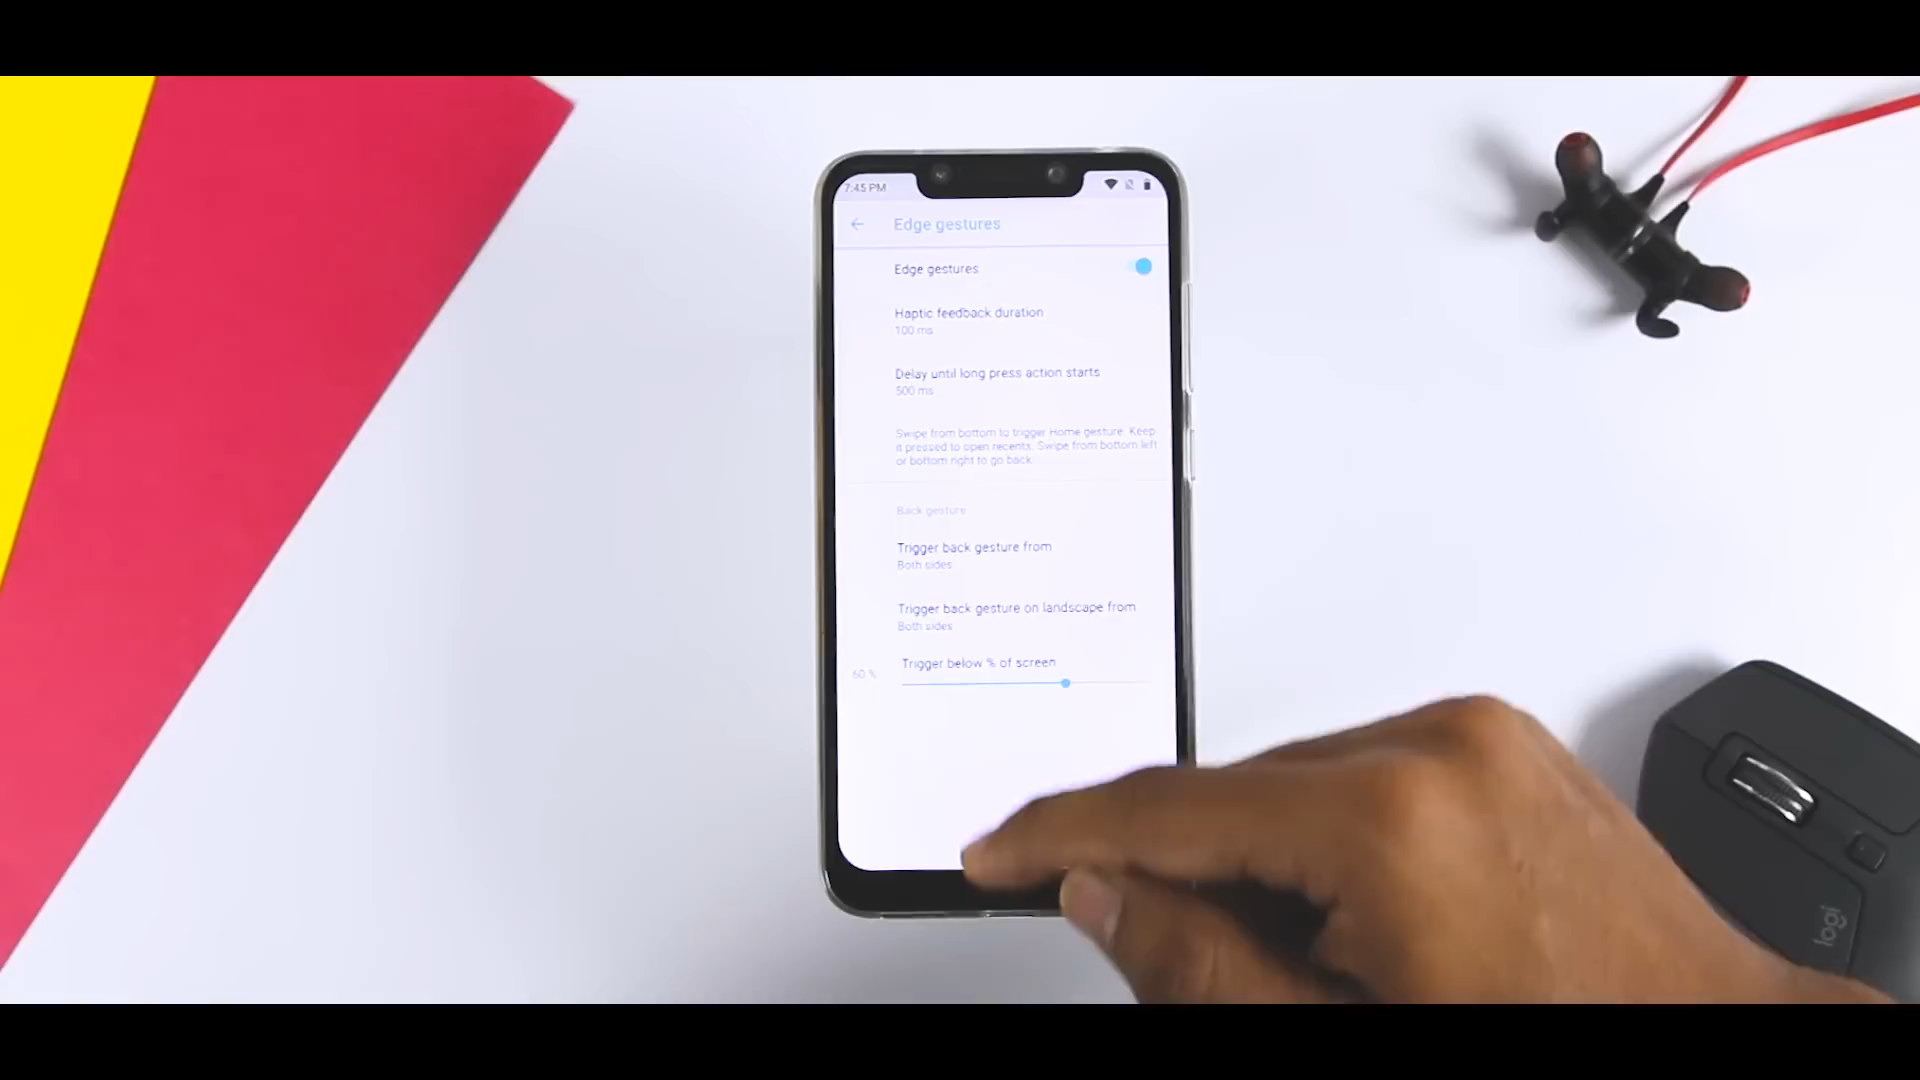 7:45 PM
Edge gestures
Edge gestures
Haptic feedback duration
100 ms
Delay until long press action starts
500 ms
Swipe from bottom to trigger Home gesture. Keep
it pressed to open recents. Swipe from bottom left
or bottom right to go back.
Back gesture
Trigger back gesture from
Both sides
Trigger back gesture on landscape from
Both sides
Trigger below % of screen
60 %
logi